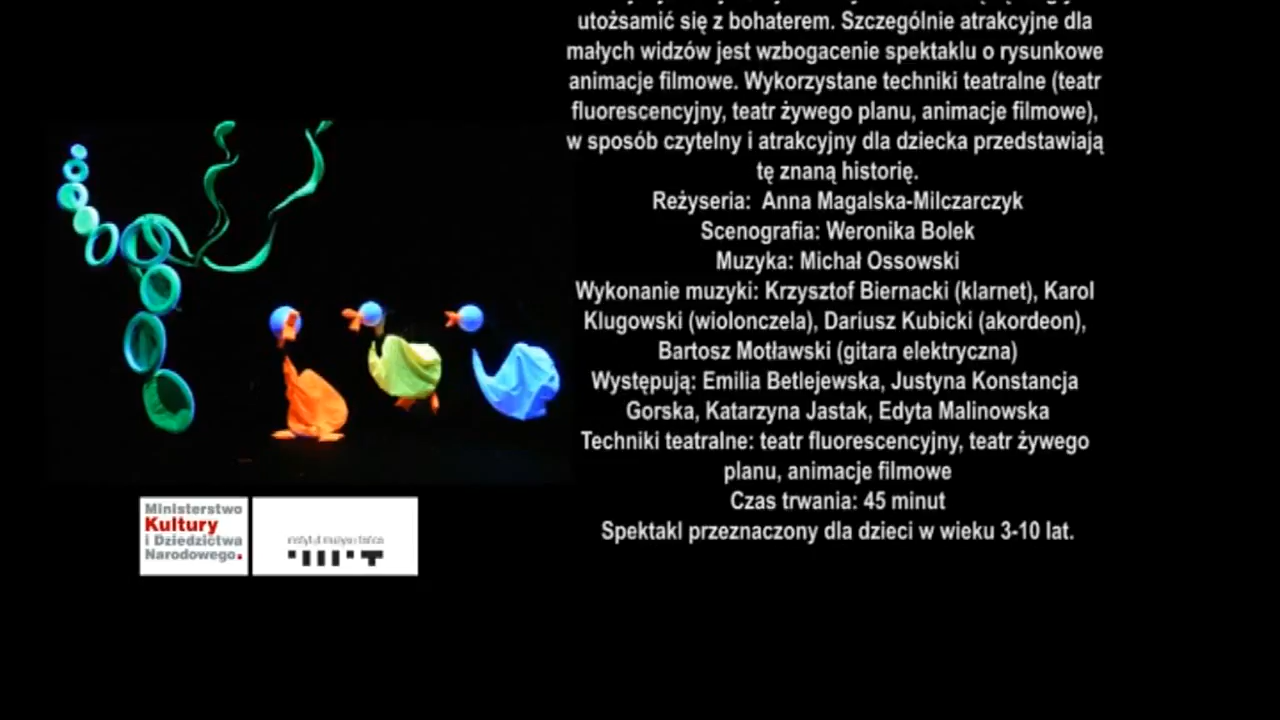 utożsamić się z bohaterem. Szczególnie atrakcyjne dla
małych widzów jest wzbogacenie spektaklu o rysunkowe
animacje filmowe. Wykorzystane techniki teatralne (teatr
fluorescencyjny, teatr żywego planu, animacje filmowe),
w sposób czytelny i atrakcyjny dla dziecka przedstawiają
tę znaną historię.
Reżyseria: Anna Magalska-Milczarczyk
Scenografia: Weronika Bolek
Muzyka: Michał Ossowski
Wykonanie muzyki: Krzysztof Biernacki (klarnet), Karol
Klugowski (wiolonczela), Dariusz Kubicki (akordeon),
Bartosz Motławski (gitara elektryczna)
Występują: Emilia Betlejewska, Justyna Konstancja
Gorska, Katarzyna Jastak, Edyta Malinowska
Techniki teatralne: teatr fluorescencyjny, teatr żywego
planu, animacje filmowe
Czas trwania: 45 minut
Spektakl przeznaczony dla dzieci w wieku 3-10 lat.
Ministerstwo
Kultury
i Dziedzictwa
Narodowego.
instytut muzyki i tańca